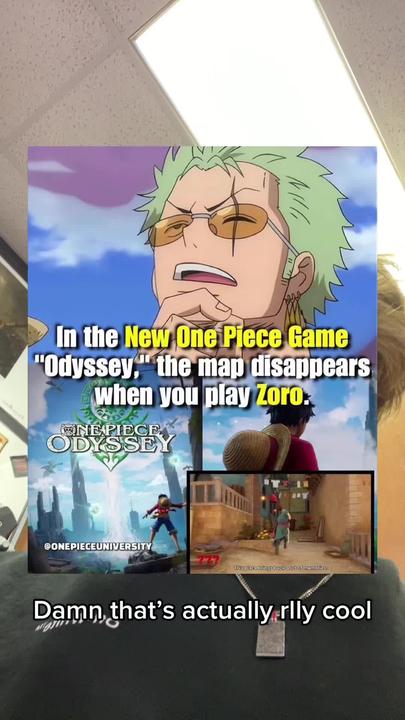 In the New One Piece Game
"Odyssey," the map disappears
when you play Zoro.
ONE PIECE
ODYSSEY
@ONEPIECEUNIVERSITY
???
Damn that's actually rlly cool